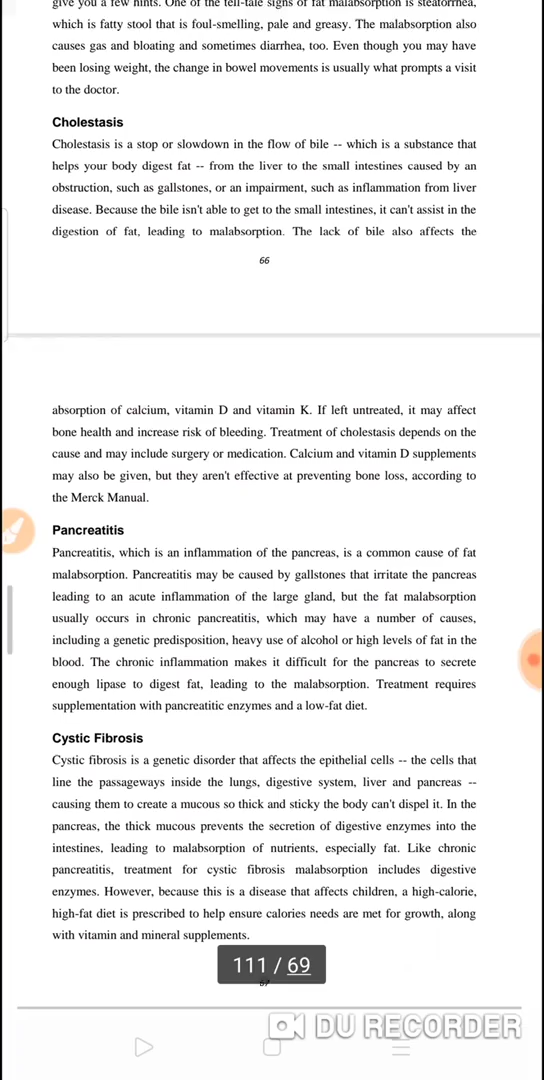 give you a few hints. One of the tell-tale signs of fat malabsorption is steatorrhea,
which is fatty stool that is foul-smelling, pale and greasy. The malabsorption also
causes gas and bloating and sometimes diarrhea, too. Even though you may have
been losing weight, the change in bowel movements is usually what prompts a visit
to the doctor.
Cholestasis
Cholestasis is a stop or slowdown in the flow of bile -- which is a substance that
helps your body digest fat -- from the liver to the small intestines caused by an
obstruction, such as gallstones, or an impairment, such as inflammation from liver
disease. Because the bile isn't able to get to the small intestines, it can't assist in the
digestion of fat, leading to malabsorption. The lack of bile also affects the
66
absorption of calcium, vitamin D and vitamin K. If left untreated, it may affect
bone health and increase risk of bleeding. Treatment of cholestasis depends on the
cause and may include surgery or medication. Calcium and vitamin D supplements
may also be given, but they aren't effective at preventing bone loss, according to
the Merck Manual.
Pancreatitis
Pancreatitis, which is an inflammation of the pancreas, is a common cause of fat
malabsorption. Pancreatitis may be caused by gallstones that irritate the pancreas
leading to an acute inflammation of the large gland, but the fat malabsorption
usually occurs in chronic pancreatitis, which may have a number of causes,
including a genetic predisposition, heavy use of alcohol or high levels of fat in the
blood. The chronic inflammation makes it difficult for the pancreas to secrete
enough lipase to digest fat, leading to the malabsorption. Treatment requires
supplementation with pancreatitic enzymes and a low-fat diet.
Cystic Fibrosis
Cystic fibrosis is a genetic disorder that affects the epithelial cells -- the cells that
line the passageways inside the lungs, digestive system, liver and pancreas --
causing them to create a mucous so thick and sticky the body can't dispel it. In the
pancreas, the thick mucous prevents the secretion of digestive enzymes into the
intestines, leading to malabsorption of nutrients, especially fat. Like chronic
pancreatitis, treatment for cystic fibrosis malabsorption includes digestive
enzymes. However, because this is a disease that affects children, a high-calorie,
high-fat diet is prescribed to help ensure calories needs are met for growth, along
with vitamin and mineral supplements.
111 / 69
67
DU RECORDER